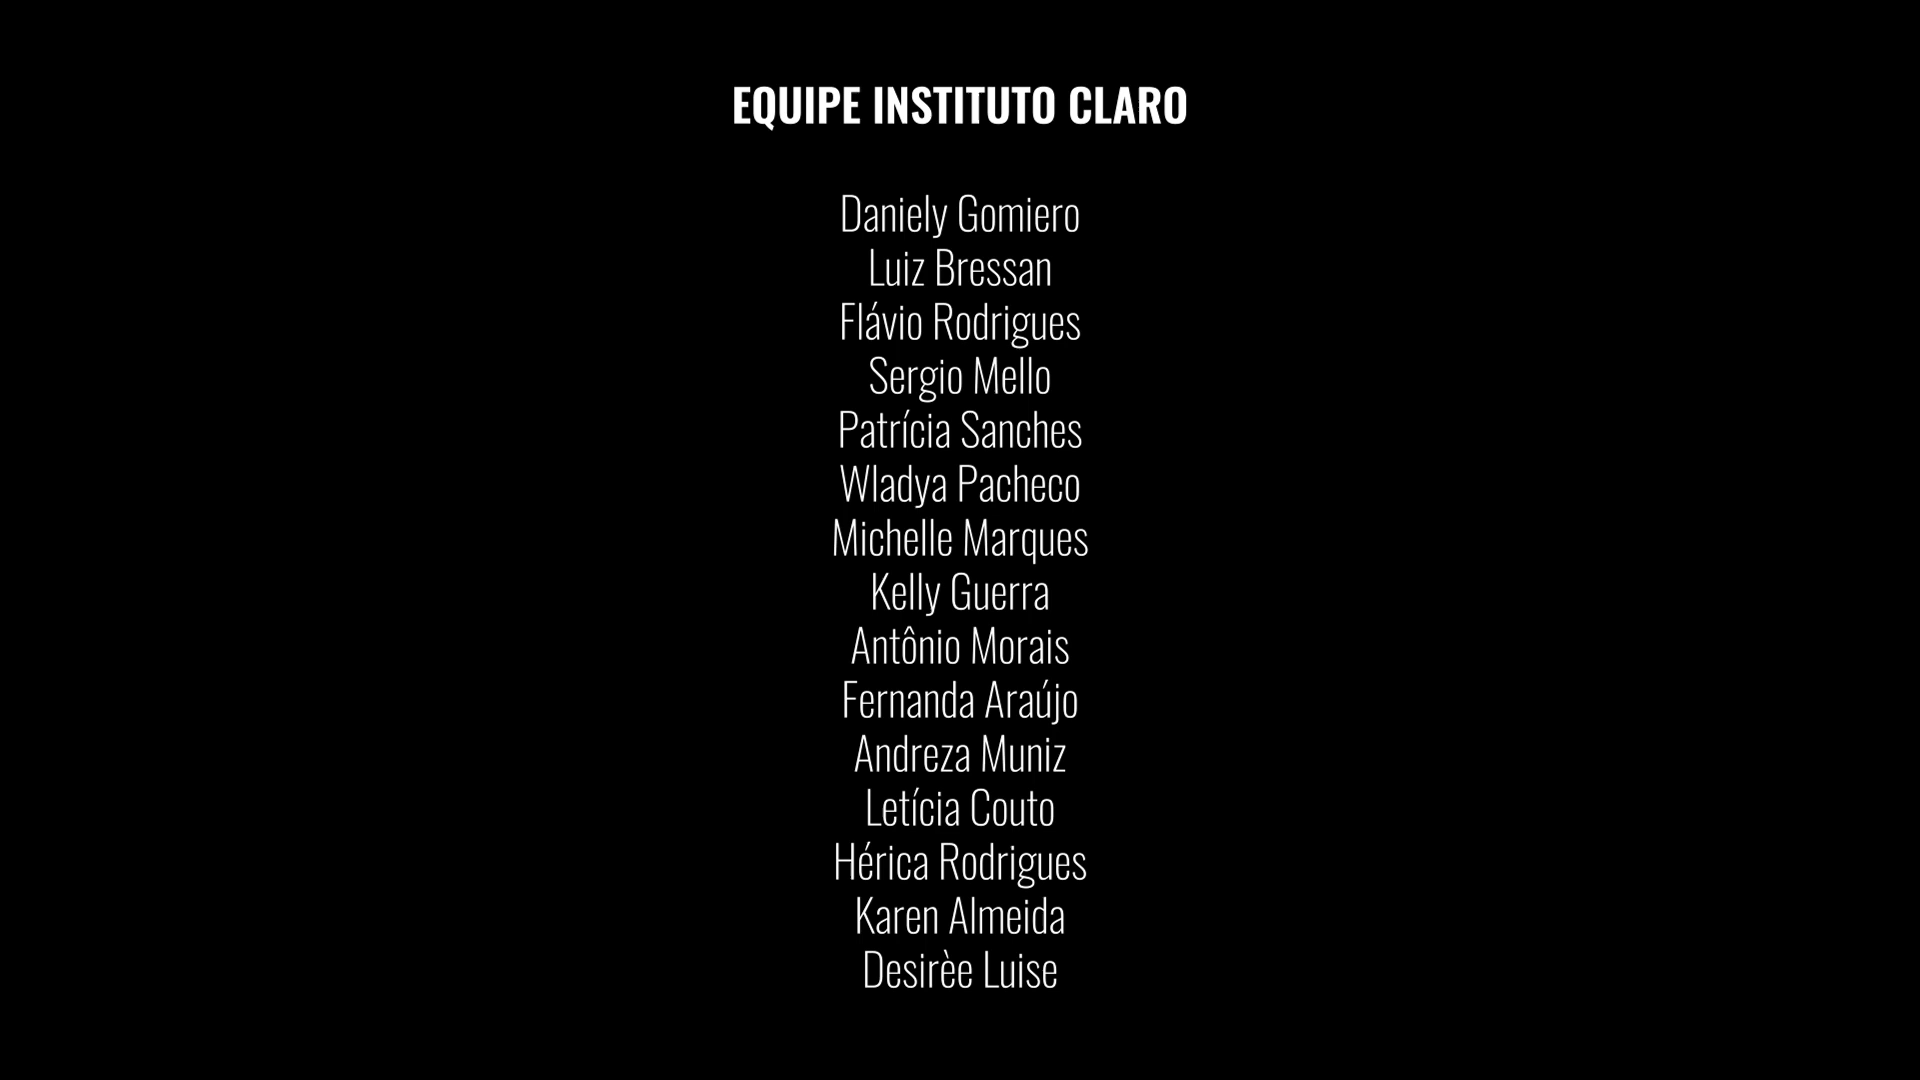 EQUIPE INSTITUTO CLARO
Daniely Gomiero
Luiz Bressan
Flávio Rodrigues
Sergio Mello
Patrícia Sanches
Wladya Pacheco
Michelle Marques
Kelly Guerra
Antônio Morais
Fernanda Araújo
Andreza Muniz
Letícia Couto
Hérica Rodrigues
Karen Almeida
Desirèe Luise